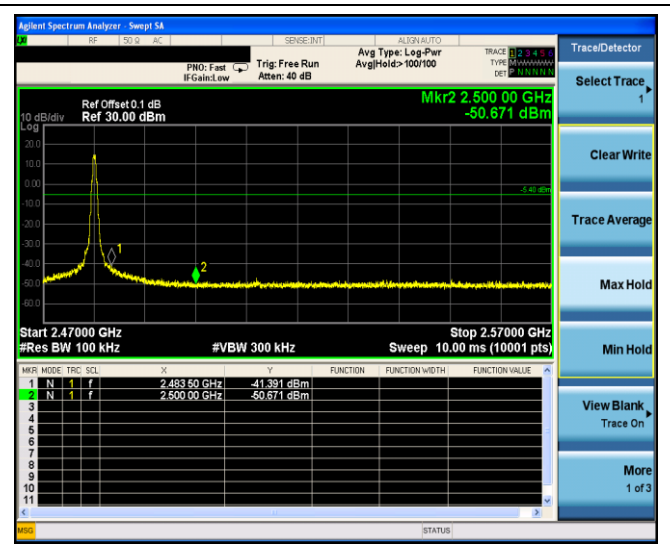 Agilent Spectrum Analyzer - Swept SA
RF 50 Ω AC SENSE:INT ALIGN AUTO
PNO: Fast Trig: Free Run Avg Type: Log-Pwr TRACE 1 2 3 4 5 6
IFGain:Low Atten: 40 dB Avg|Hold:>100/100 TYPE M
DET P N N N N N
Mkr2 2.500 00 GHz
-50.671 dBm
Ref Offset 0.1 dB
10 dB/div Ref 30.00 dBm
Log
20.0
10.0
0.00
-5.40 dBm
-10.0
-20.0
-30.0
-40.0
-50.0
-60.0
1
2
Start 2.47000 GHz Stop 2.57000 GHz
#Res BW 100 kHz #VBW 300 kHz Sweep 10.00 ms (10001 pts)
MKR MODE TRC SCL X Y FUNCTION FUNCTION WIDTH FUNCTION VALUE
1 N 1 f 2.483 50 GHz -41.391 dBm
2 N 1 f 2.500 00 GHz -50.671 dBm
3
4
5
6
7
8
9
10
11
MSG STATUS
Trace/Detector
Select Trace
1
Clear Write
Trace Average
Max Hold
Min Hold
View Blank
Trace On
More
1 of 3